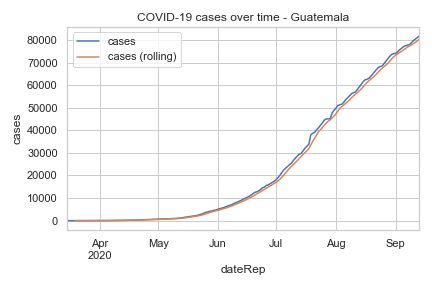 COVID-19 cases over time - Guatemala
cases
cases (rolling)
80000
70000
60000
50000
40000
30000
20000
10000
0
cases
Apr
2020
May
Jun
Jul
Aug
Sep
dateRep